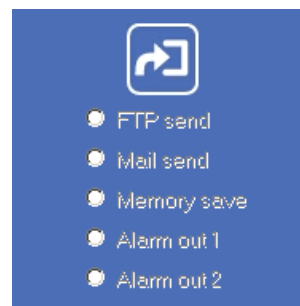 FTP send
Mail send
Memory save
Alarm out 1
Alarm out 2